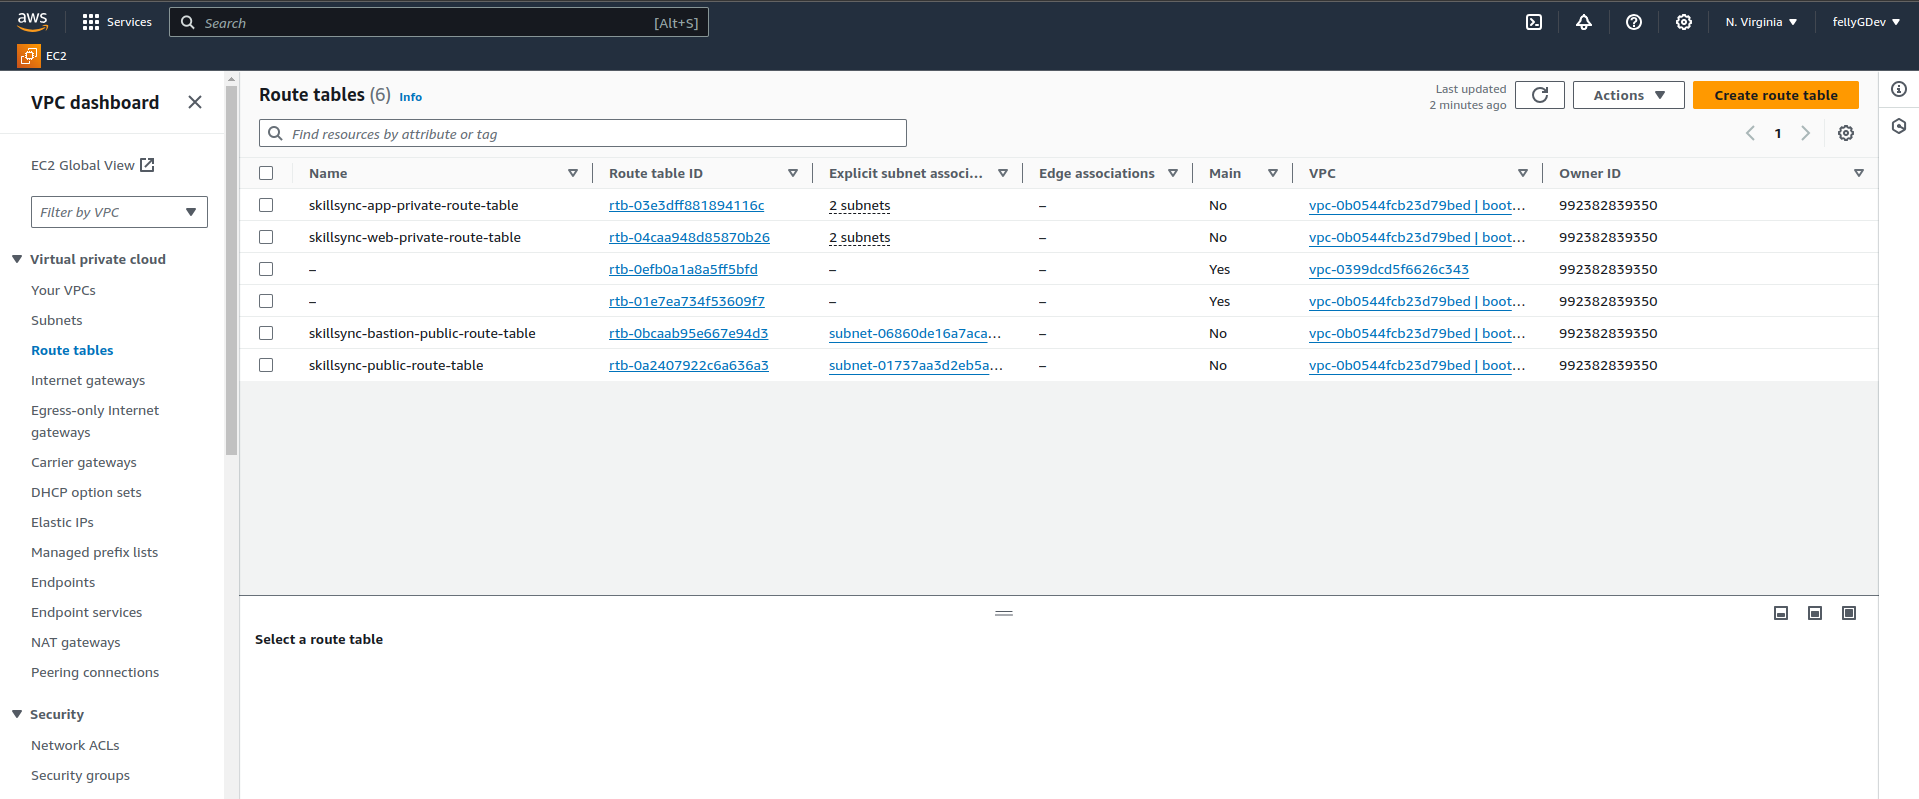 aws
Services
Search
[Alt+S]
N. Virginia
fellyGDev
EC2
VPC dashboard
EC2 Global View
Filter by VPC
Virtual private cloud
Your VPCs
Subnets
Route tables
Internet gateways
Egress-only Internet
gateways
Carrier gateways
DHCP option sets
Elastic IPs
Managed prefix lists
Endpoints
Endpoint services
NAT gateways
Peering connections
Security
Network ACLs
Security groups
Route tables (6) Info
Last updated
2 minutes ago
Actions
Create route table
Find resources by attribute or tag
1
Name Route table ID Explicit subnet associ... Edge associations Main VPC Owner ID
skillsync-app-private-route-table rtb-03e3dff881894116c 2 subnets – No vpc-0b0544fcb23d79bed | boot... 992382839350
skillsync-web-private-route-table rtb-04caa948d85870b26 2 subnets – No vpc-0b0544fcb23d79bed | boot... 992382839350
– rtb-0efb0a1a8a5ff5bfd – – Yes vpc-0399dcd5f6626c343 992382839350
– rtb-01e7ea734f53609f7 – – Yes vpc-0b0544fcb23d79bed | boot... 992382839350
skillsync-bastion-public-route-table rtb-0bcaab95e667e94d3 subnet-06860de16a7aca... – No vpc-0b0544fcb23d79bed | boot... 992382839350
skillsync-public-route-table rtb-0a2407922c6a636a3 subnet-01737aa3d2eb5a... – No vpc-0b0544fcb23d79bed | boot... 992382839350
Select a route table